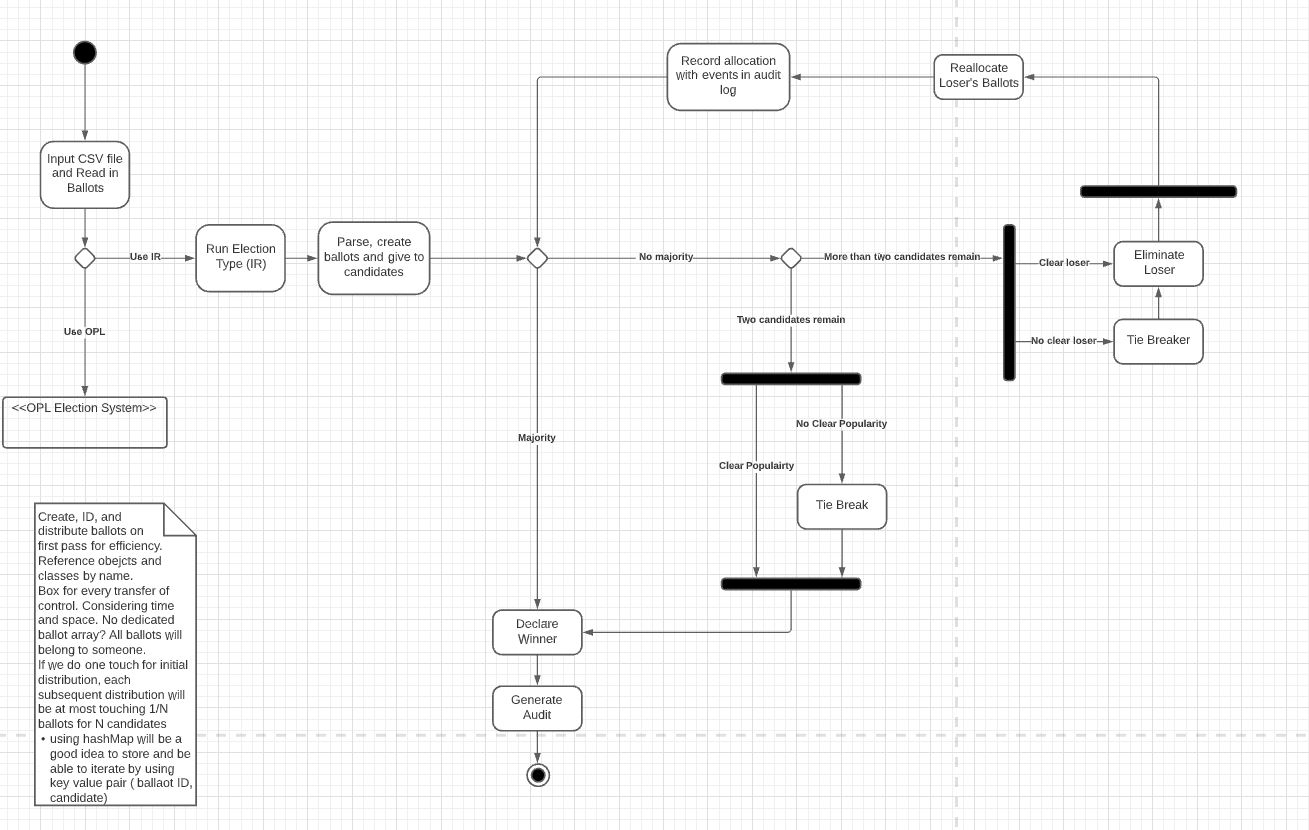 Record allocation
with events in audit
log
Reallocate
Loser's Ballots
Input CSV file
and Read in
Ballots
Use IR
Run Election
Type (IR)
Parse, create
ballots and give to
candidates
No majority
More than two candidates remain
Clear loser
Eliminate
Loser
No clear loser
Tie Breaker
Use OPL
Two candidates remain
<<OPL Election System>>
Majority
No Clear Popularity
Clear Populairty
Tie Break
Declare
Winner
Generate
Audit
Create, ID, and
distribute ballots on
first pass for efficiency.
Reference obejcts and
classes by name.
Box for every transfer of
control. Considering time
and space. No dedicated
ballot array? All ballots will
belong to someone.
If we do one touch for initial
distribution, each
subsequent distribution will
be at most touching 1/N
ballots for N candidates
• using hashMap will be a
good idea to store and be
able to iterate by using
key value pair ( ballaot ID,
candidate)